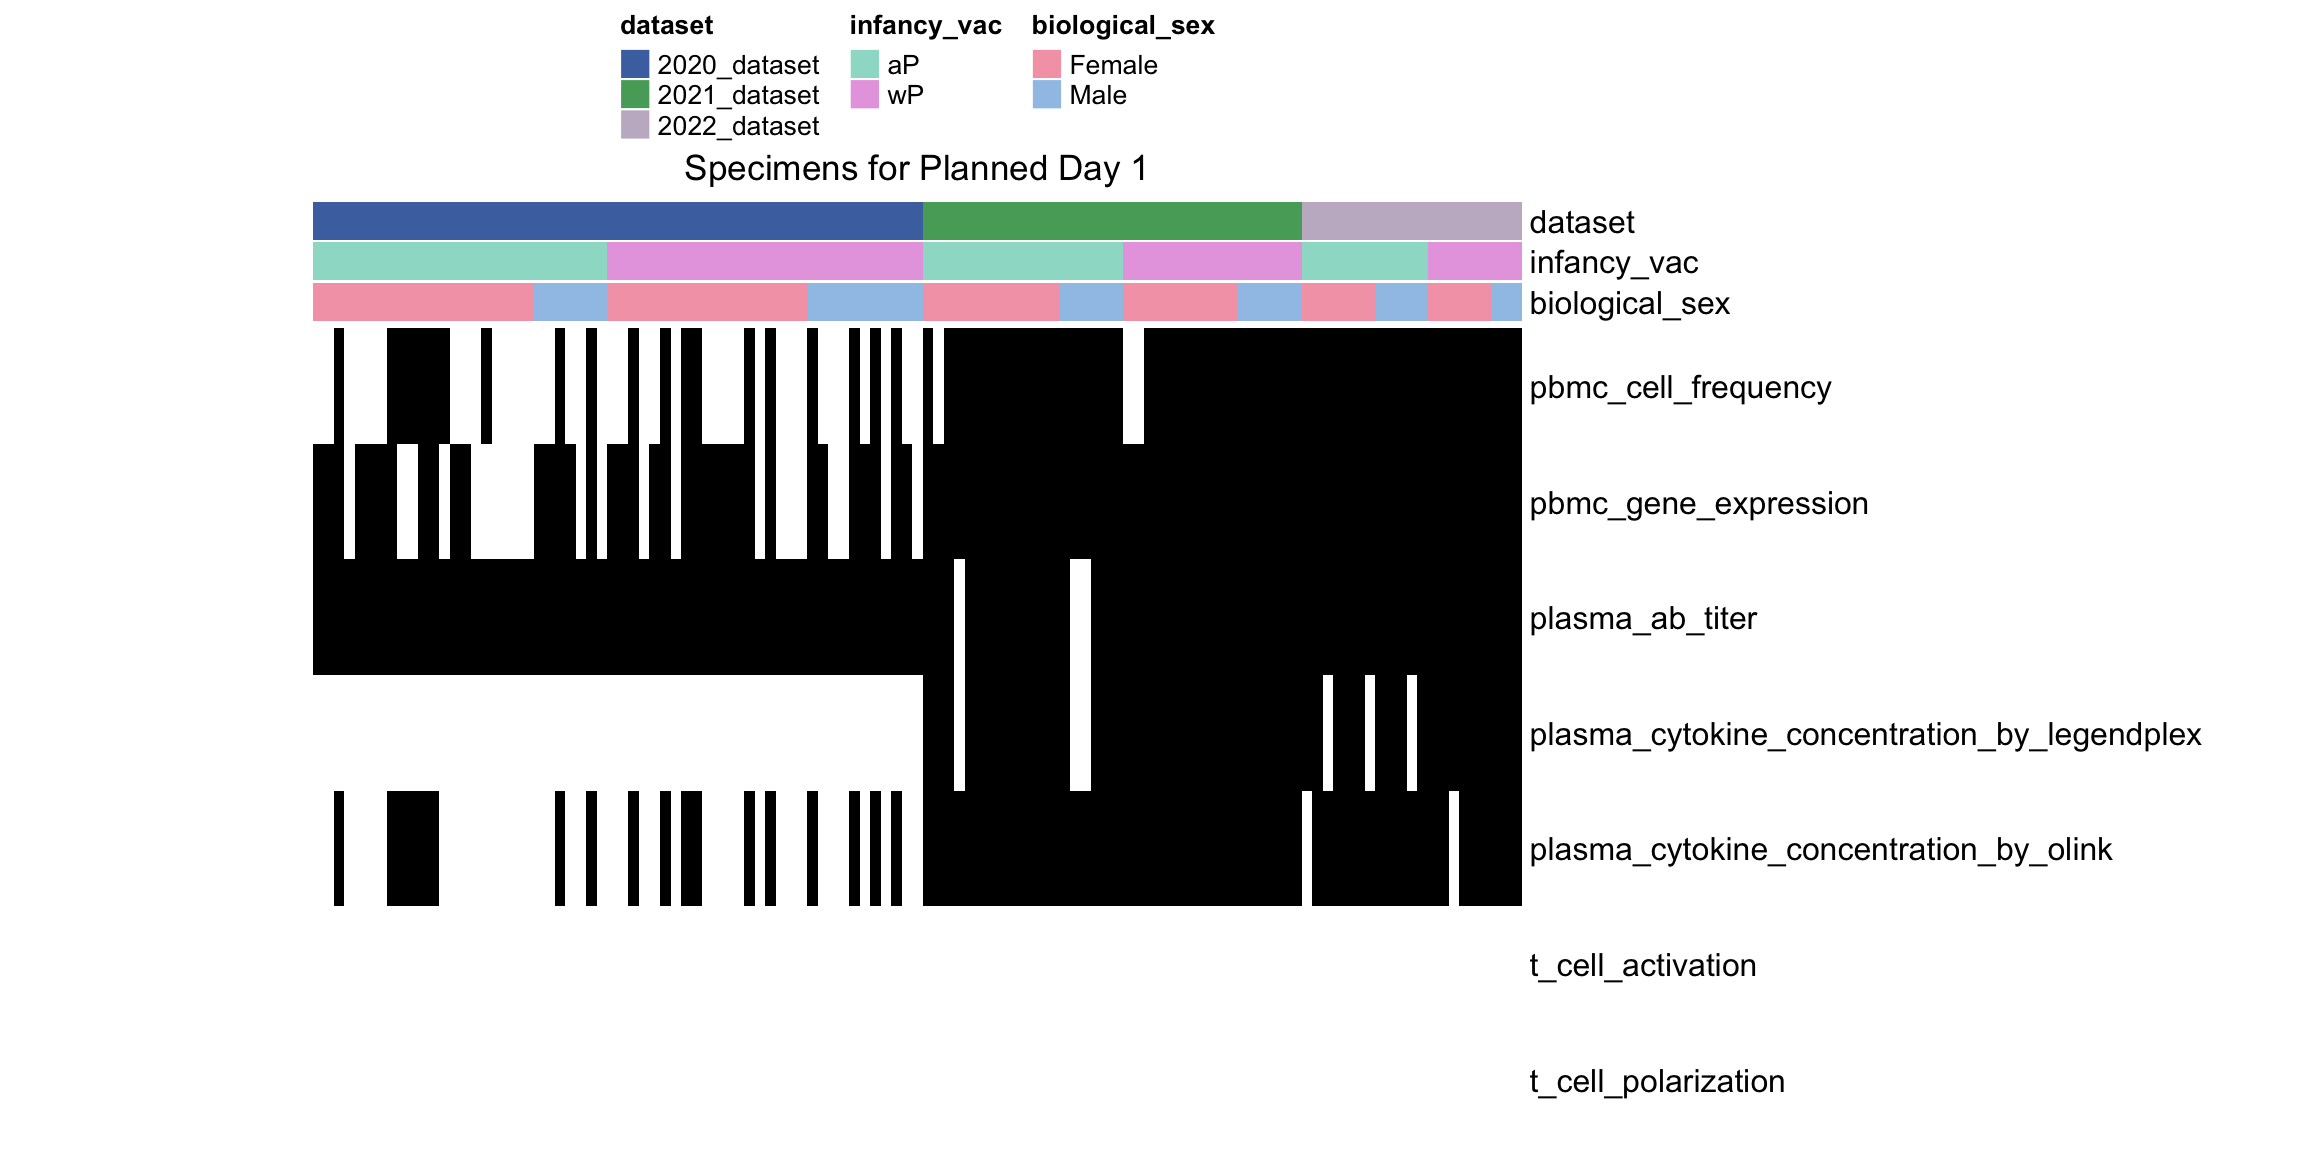 dataset infancy_vac biological_sex
2020_dataset aP Female
2021_dataset wP Male
2022_dataset
Specimens for Planned Day 1
dataset
infancy_vac
biological_sex
pbmc_cell_frequency
pbmc_gene_expression
plasma_ab_titer
plasma_cytokine_concentration_by_legendplex
plasma_cytokine_concentration_by_olink
t_cell_activation
t_cell_polarization